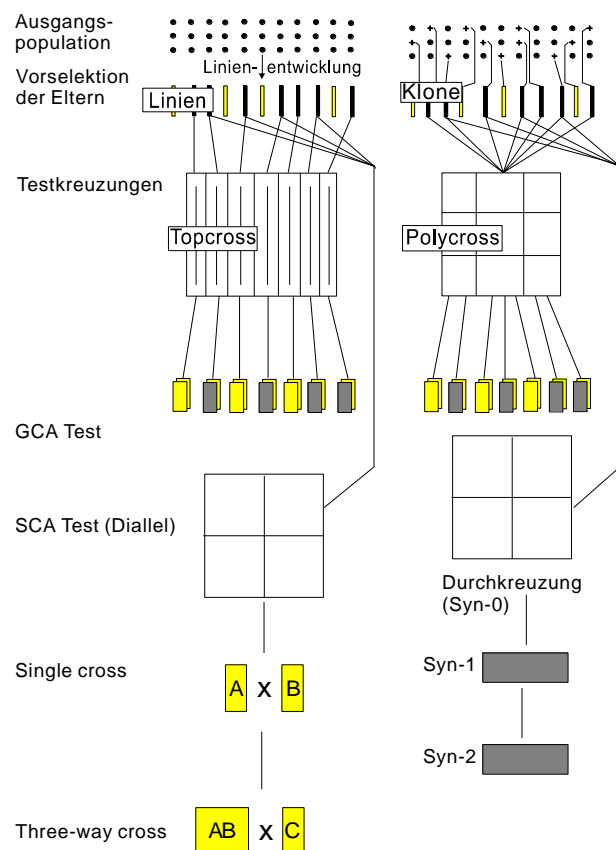 Ausgangs-
population
Linien- entwicklung
Vorselektion
der Eltern
Linien
Klone
Testkreuzungen
Topcross
Polycross
GCA Test
SCA Test (Diallel)
Durchkreuzung
(Syn-0)
Single cross
A x B
Syn-1
Syn-2
Three-way cross
AB x C